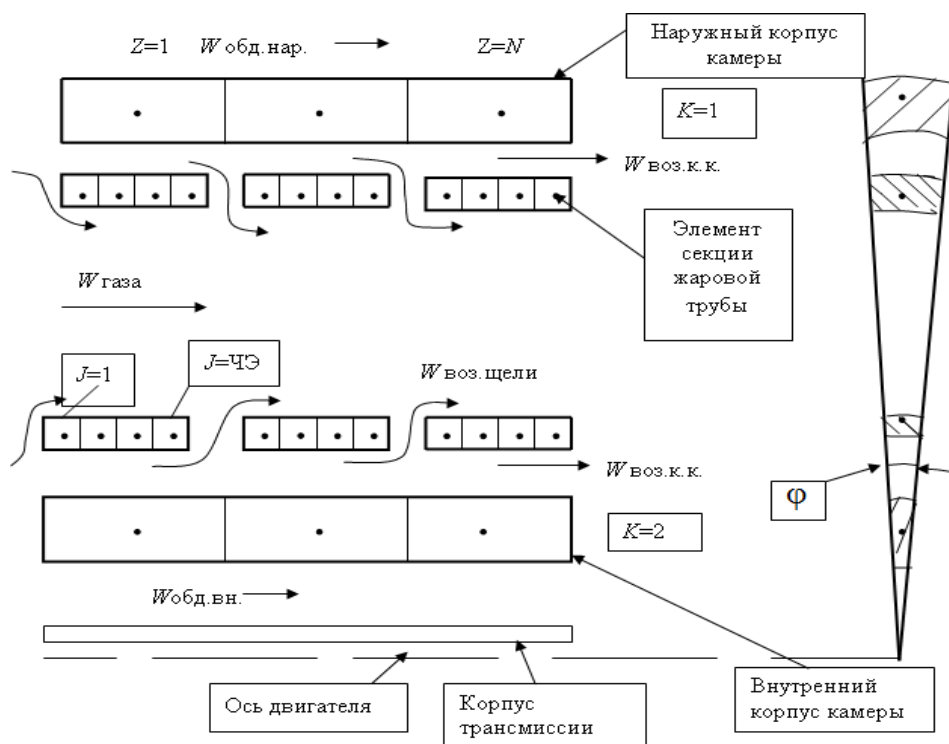 Z=1 W обд.нар. Z=N
Наружный корпус
камеры
K=1
W воз.к.к.
Элемент
секции
жаровой
трубы
W газа
J=1
J=ЧЭ
W воз.щели
W воз.к.к.
φ
K=2
Wобд.вн.
Ось двигателя
Корпус
трансмиссии
Внутренний
корпус камеры